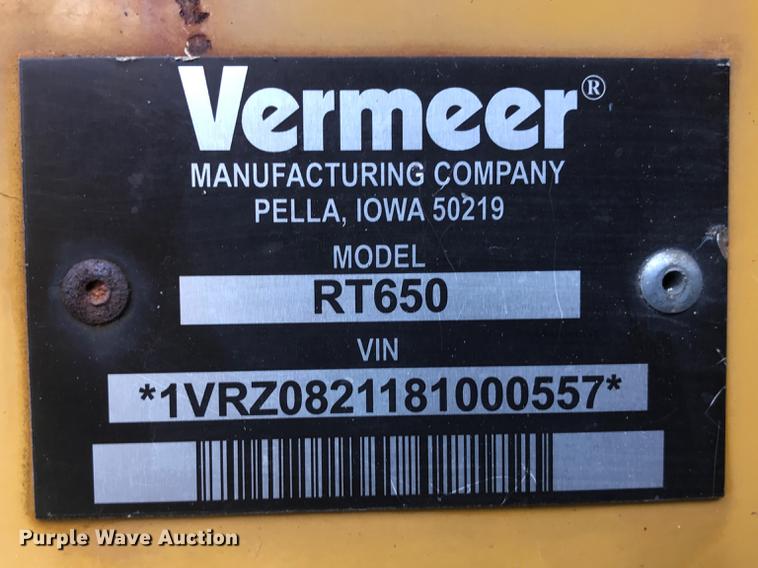 Vermeer®
MANUFACTURING COMPANY
PELLA, IOWA 50219
MODEL
RT650
VIN
*1VRZ0821181000557*
Purple Wave Auction